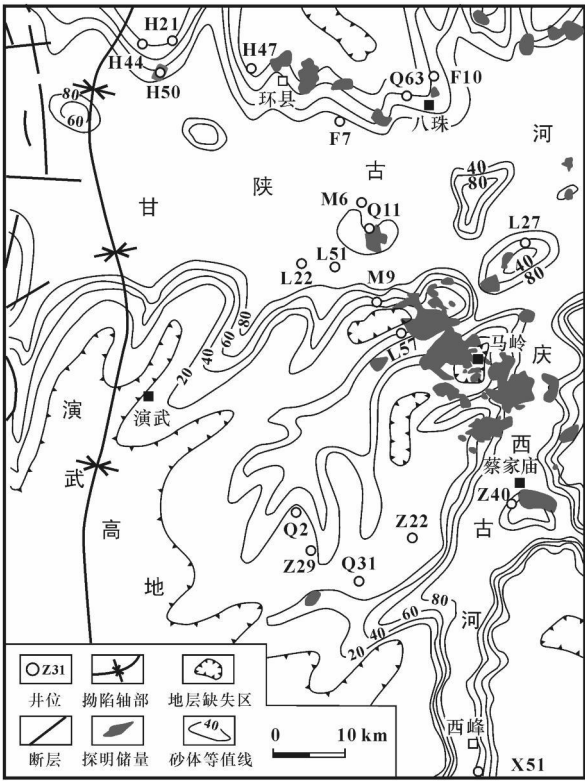 H21
H44
H50
H47
环县
Q63
F10
八珠
F7
80
60
甘陕古河
40
80
M6
Q11
L27
40
80
L22
L51
M9
80
60
40
20
L57
马岭
庆西古河
演武
演武高地
蔡家庙
Z40
Q2
Z22
Z29
Q31
80
60
40
20
西峰
X51
Z31
井位
拗陷轴部
地层缺失区
断层
探明储量
40
砂体等值线
0 10 km